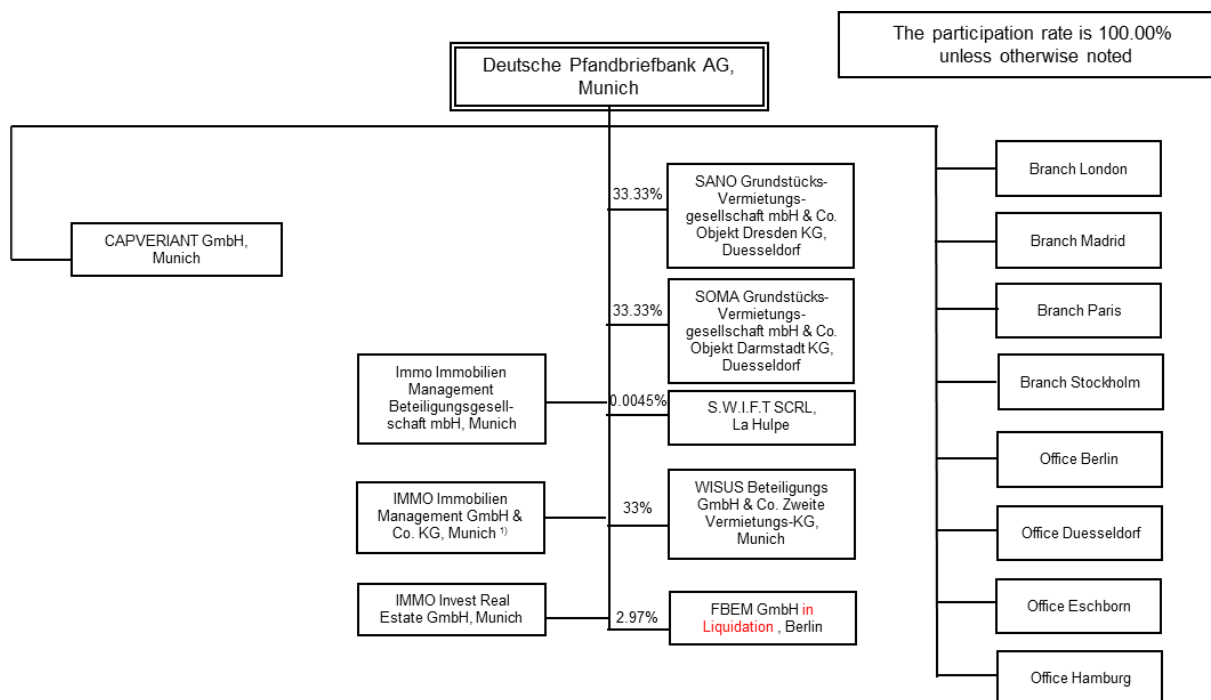 The participation rate is 100.00%
unless otherwise noted
Deutsche Pfandbriefbank AG,
Munich
CAPVERIANT GmbH,
Munich
Immo Immobilien
Management
Beteiligungsgesell-
schaft mbH, Munich
IMMO Immobilien
Management GmbH &
Co. KG, Munich ¹⁾
IMMO Invest Real
Estate GmbH, Munich
33.33%
SANO Grundstücks-
Vermietungs-
gesellschaft mbH & Co.
Objekt Dresden KG,
Duesseldorf
33.33%
SOMA Grundstücks-
Vermietungs-
gesellschaft mbH & Co.
Objekt Darmstadt KG,
Duesseldorf
0.0045%
S.W.I.F.T SCRL,
La Hulpe
33%
WISUS Beteiligungs
GmbH & Co. Zweite
Vermietungs-KG,
Munich
2.97%
FBEM GmbH in
Liquidation , Berlin
Branch London
Branch Madrid
Branch Paris
Branch Stockholm
Office Berlin
Office Duesseldorf
Office Eschborn
Office Hamburg